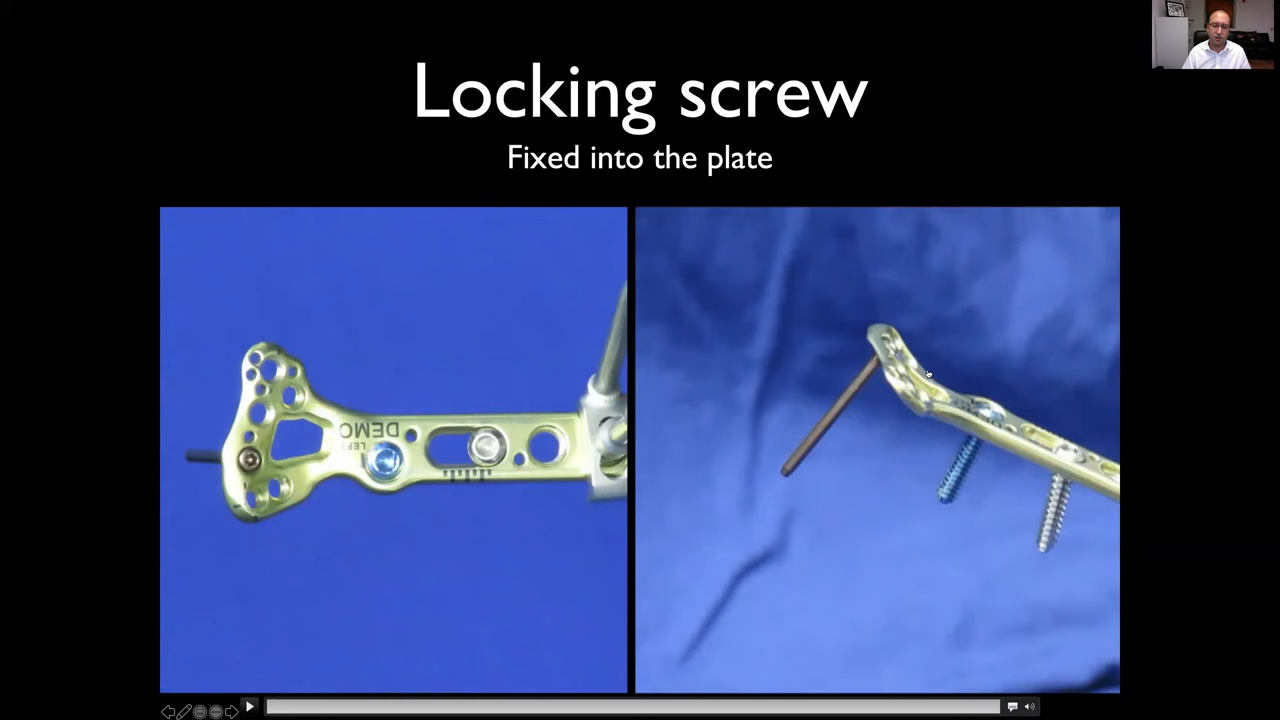 Locking screw
Fixed into the plate
DEMO
LEFT